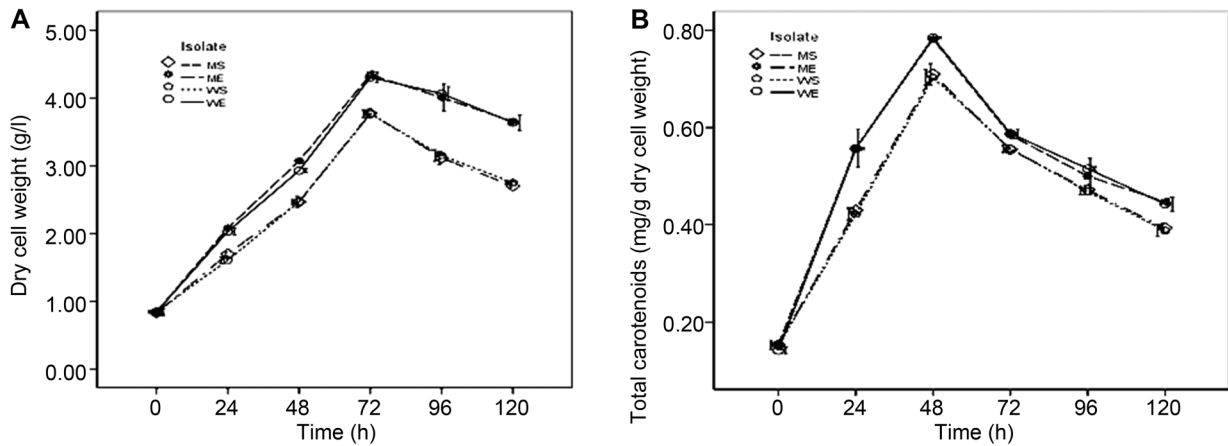 A
Dry cell weight (g/l)
5.00
4.00
3.00
2.00
1.00
0.00
Isolate
MS
ME
WS
WE
0 24 48 72 96 120
Time (h)
B
Total carotenoids (mg/g dry cell weight)
0.80
0.60
0.40
0.20
Isolate
MS
ME
WS
WE
0 24 48 72 96 120
Time (h)